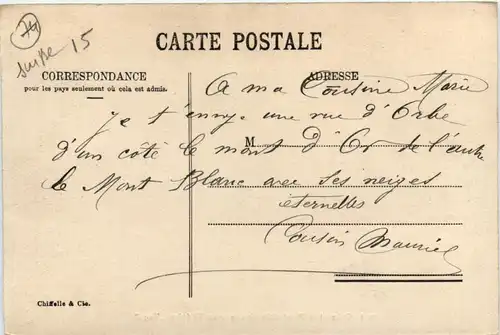 74
suisse 15
CARTE POSTALE
CORRESPONDANCE
pour les pays seulement où cela est admis.
ADRESSE
A ma Cousine Marie
Je t'envoye une vue d'Orbe
M
d'un côté le mont d'Or de l'autre
le Mont Blanc avec ses neiges
éternelles
Cousin Maurice
Chiffelle & Cie.